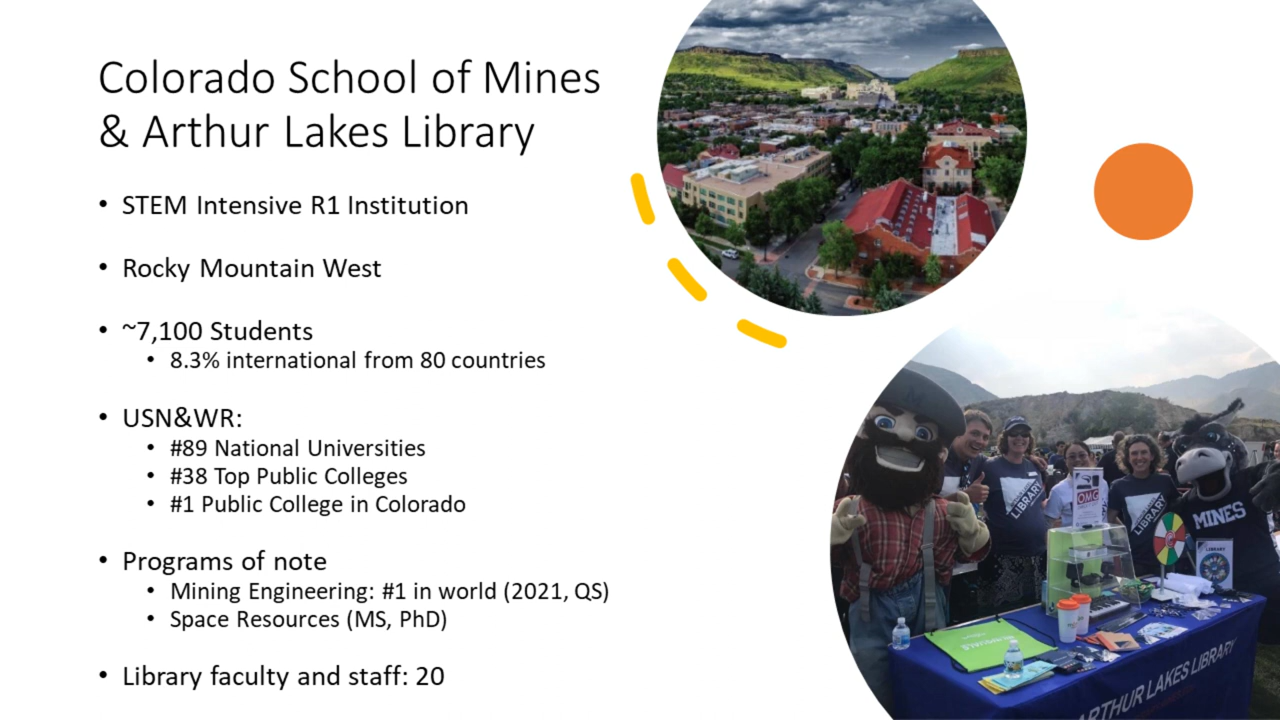 Colorado School of Mines
& Arthur Lakes Library
• STEM Intensive R1 Institution
• Rocky Mountain West
• ~7,100 Students
• 8.3% international from 80 countries
• USN&WR:
• #89 National Universities
• #38 Top Public Colleges
• #1 Public College in Colorado
• Programs of note
• Mining Engineering: #1 in world (2021, QS)
• Space Resources (MS, PhD)
• Library faculty and staff: 20
LIBRARY
OMG
LIBRARY
MINES
LIBRARY
ARTHUR LAKES LIBRARY